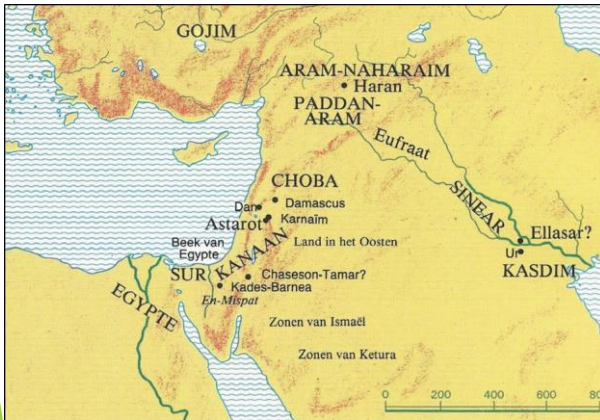 GOJIM
ARAM-NAHARAIM
Haran
PADDAN-
ARAM
Eufraat
CHOBA
Dan
Damascus
Astarot
Karnaïm
SINEAR
Ellasar?
Ur
KASDIM
Beek van
Egypte
KANAAN
Land in het Oosten
SUR
Chaseson-Tamar?
Kades-Barnea
En-Mispat
EGYPTE
Zonen van Ismaël
Zonen van Ketura
0 200 400 600 800